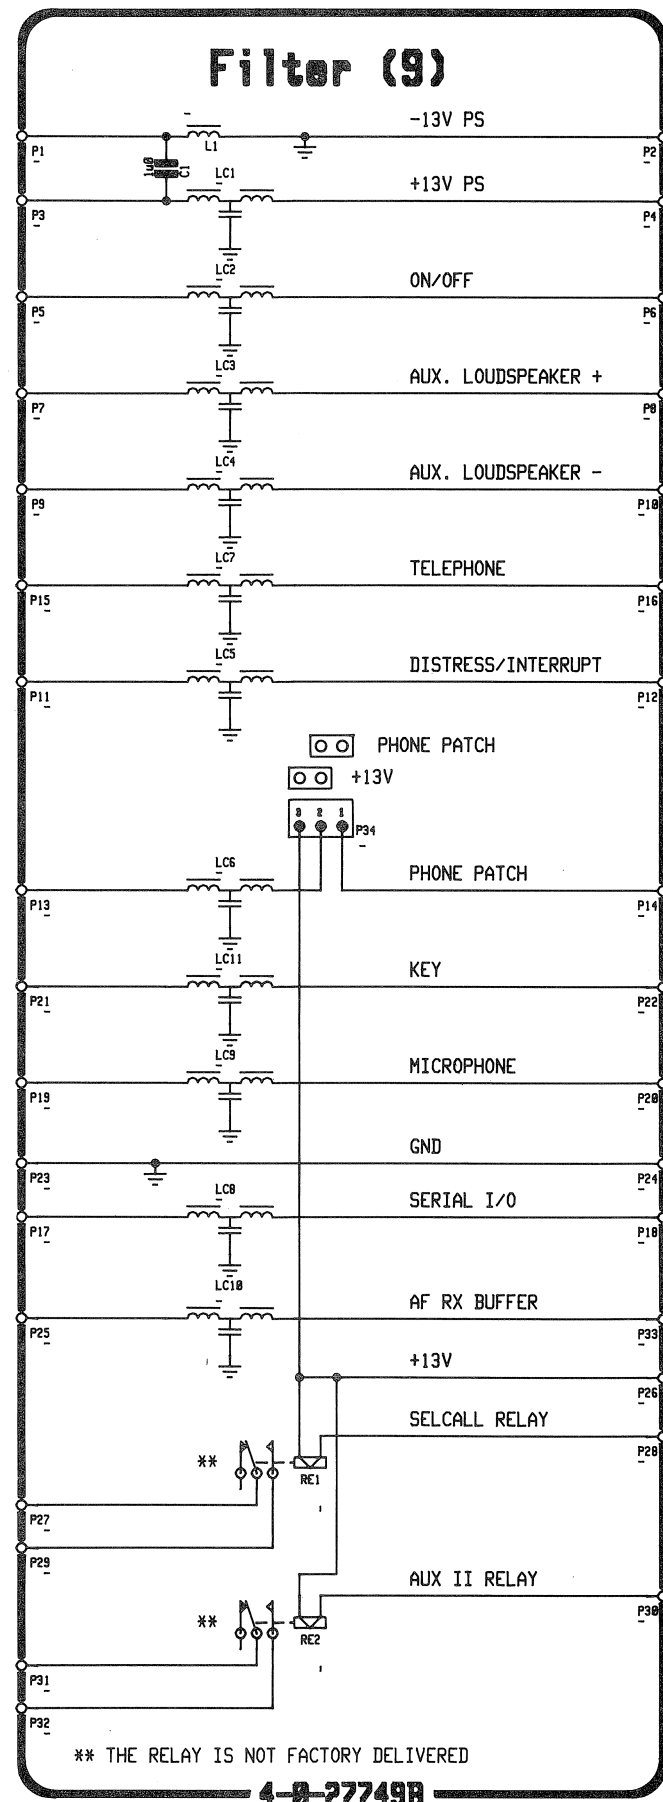 Filter (9)
-13V PS
L1
P1
P2
1u0
C1
LC1
+13V PS
P3
P4
LC2
ON/OFF
P5
P6
LC3
AUX. LOUDSPEAKER +
P7
P8
LC4
AUX. LOUDSPEAKER -
P9
P10
LC7
TELEPHONE
P15
P16
LC5
DISTRESS/INTERRUPT
P11
P12
PHONE PATCH
+13V
3 2 1
P34
LC6
PHONE PATCH
P13
P14
LC11
KEY
P21
P22
LC9
MICROPHONE
P19
P20
GND
P23
P24
LC8
SERIAL I/O
P17
P18
LC10
AF RX BUFFER
P25
P33
+13V
P26
SELCALL RELAY
P28
**
RE1
P27
P29
AUX II RELAY
P30
**
RE2
P31
P32
** THE RELAY IS NOT FACTORY DELIVERED